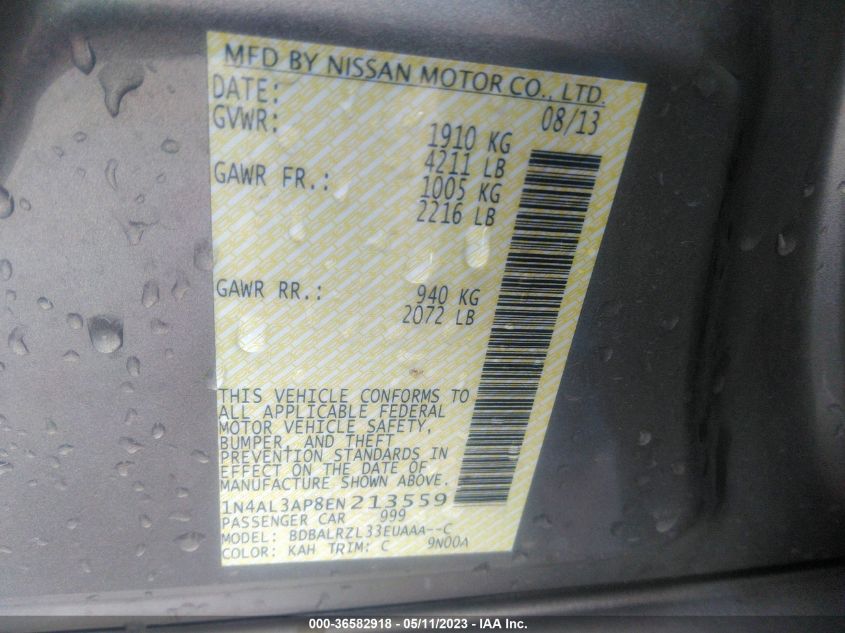 MFD BY NISSAN MOTOR CO., LTD.
DATE: 08/13
GVWR: 1910 KG
4211 LB
GAWR FR.: 1005 KG
2216 LB
GAWR RR.: 940 KG
2072 LB
THIS VEHICLE CONFORMS TO
ALL APPLICABLE FEDERAL
MOTOR VEHICLE SAFETY,
BUMPER, AND THEFT
PREVENTION STANDARDS IN
EFFECT ON THE DATE OF
MANUFACTURE SHOWN ABOVE.
1N4AL3AP8EN213559
PASSENGER CAR 999
MODEL: BDBALRZL33EUAAA--C
COLOR: KAH TRIM: C 9N00A
000-36582918 - 05/11/2023 - IAA Inc.